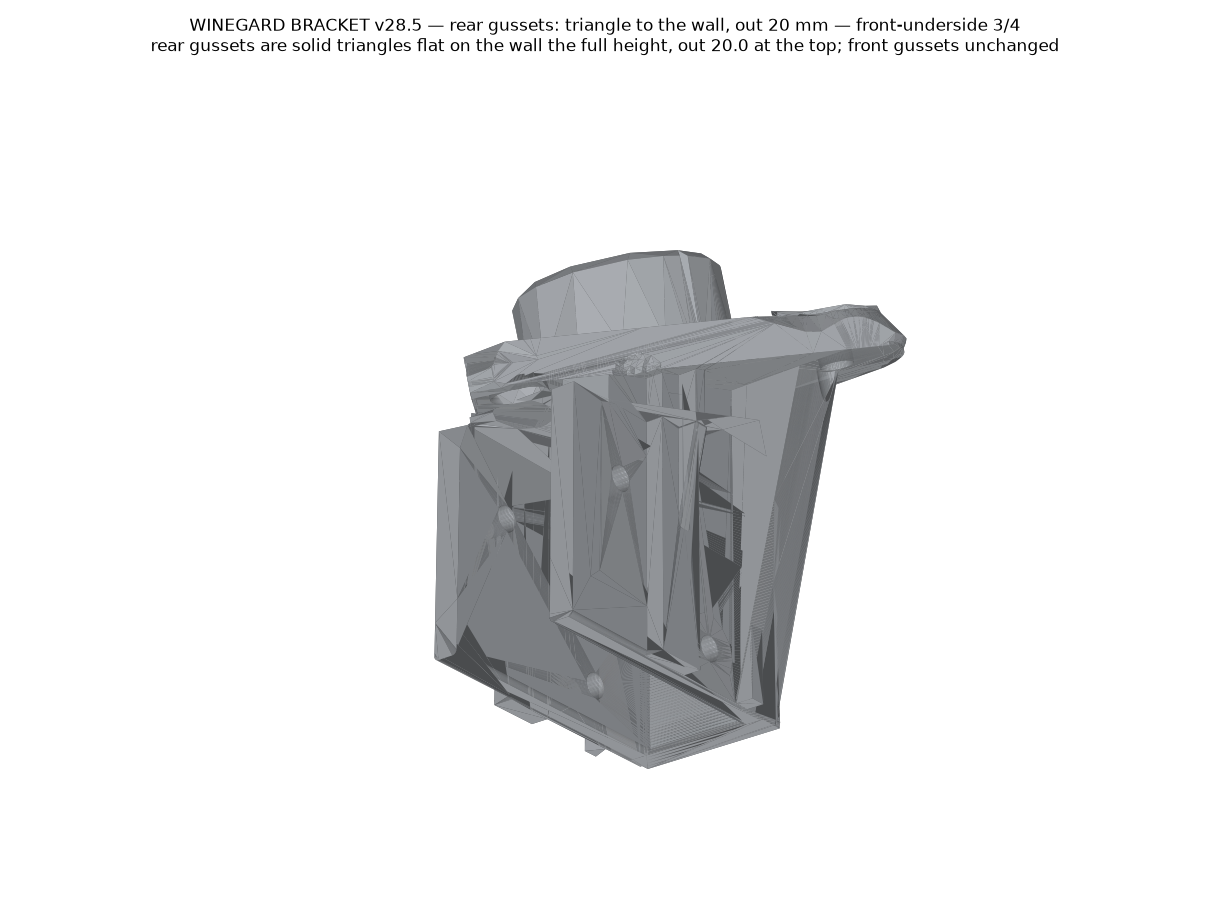 WINEGARD BRACKET v28.5 — rear gussets: triangle to the wall, out 20 mm — front-underside 3/4
rear gussets are solid triangles flat on the wall the full height, out 20.0 at the top; front gussets unchanged